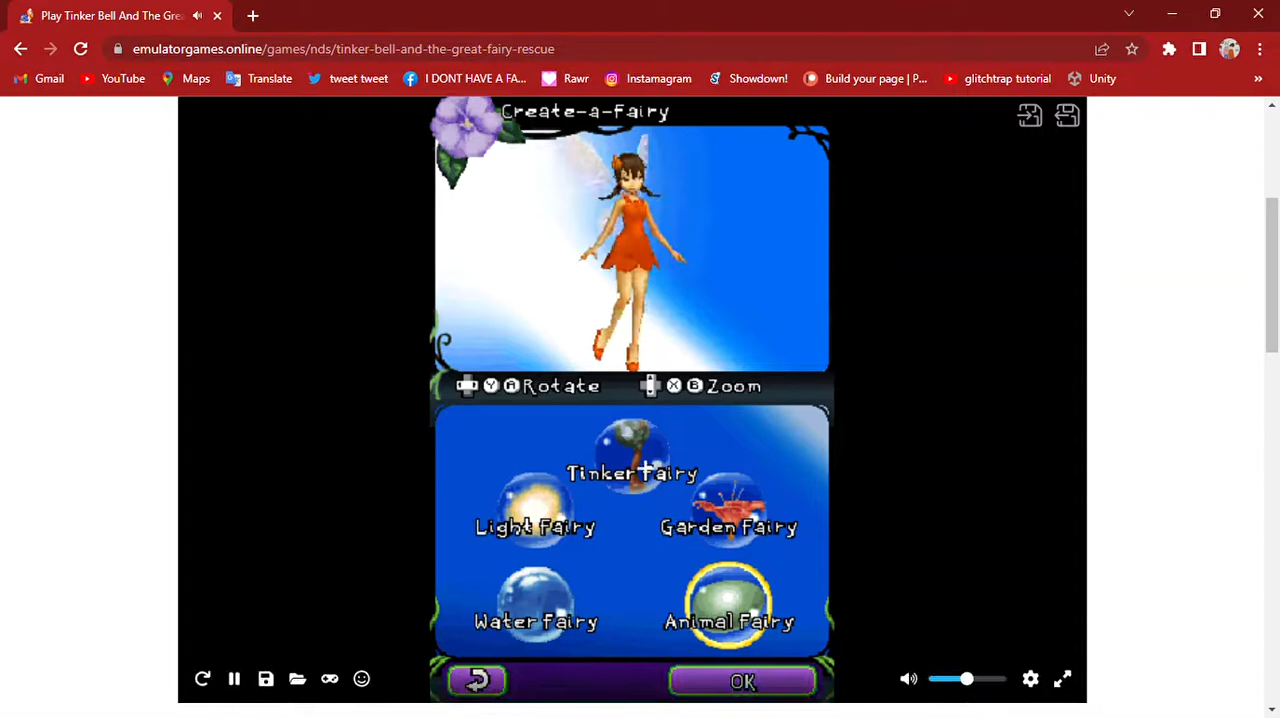 Play Tinker Bell And The Grea
emulatorgames.online/games/nds/tinker-bell-and-the-great-fairy-rescue
Gmail YouTube Maps Translate tweet tweet I DONT HAVE A FA... Rawr Instamagram Showdown! Build your page | P... glitchtrap tutorial Unity »
Create-a-Fairy
Y A Rotate X B Zoom
Tinker Fairy
Light Fairy Garden Fairy
Water Fairy Animal Fairy
OK